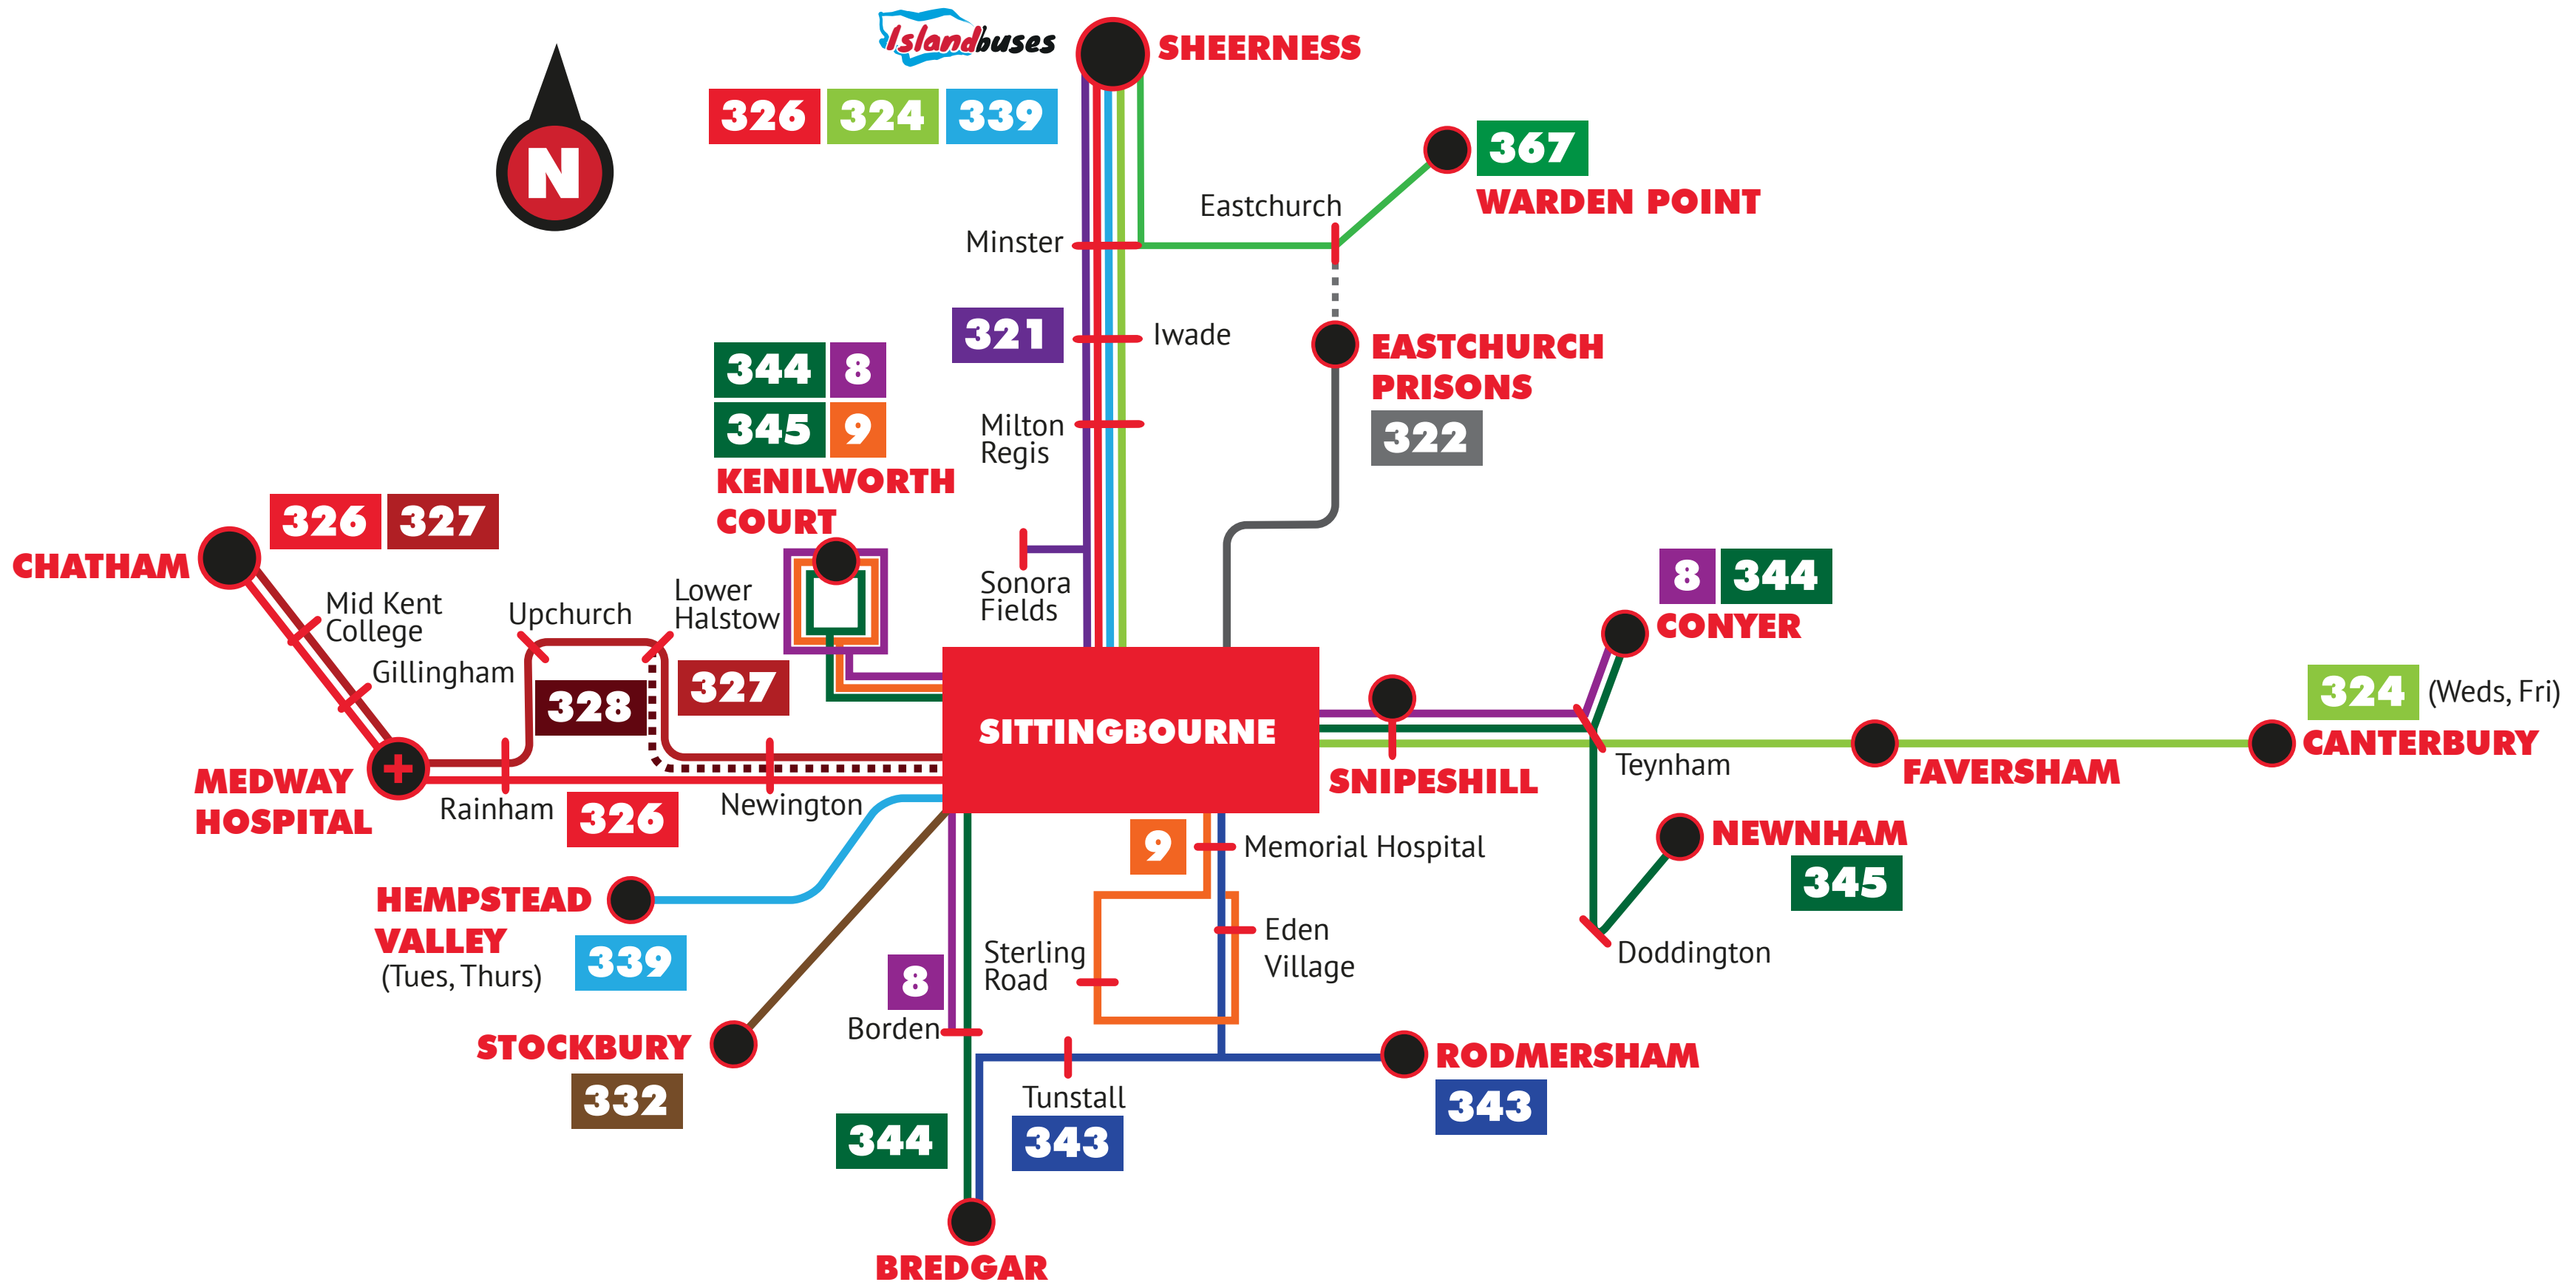 Islandbuses
SHEERNESS
326 324 339
N
367
WARDEN POINT
Eastchurch
Minster
321
Iwade
EASTCHURCH
PRISONS
322
344 8
345 9
KENILWORTH
COURT
Milton
Regis
Sonora
Fields
326 327
CHATHAM
Mid Kent
College
Gillingham
Upchurch
Lower
Halstow
328
327
MEDWAY
HOSPITAL
Rainham
326
Newington
SITTINGBOURNE
8 344
CONYER
SNIPESHILL
Teynham
324 (Weds, Fri)
CANTERBURY
FAVERSHAM
NEWNHAM
345
Doddington
HEMPSTEAD
VALLEY
(Tues, Thurs)
339
STOCKBURY
332
9
Memorial Hospital
Eden
Village
Sterling
Road
8
Borden
Tunstall
343
RODMERSHAM
343
344
BREDGAR